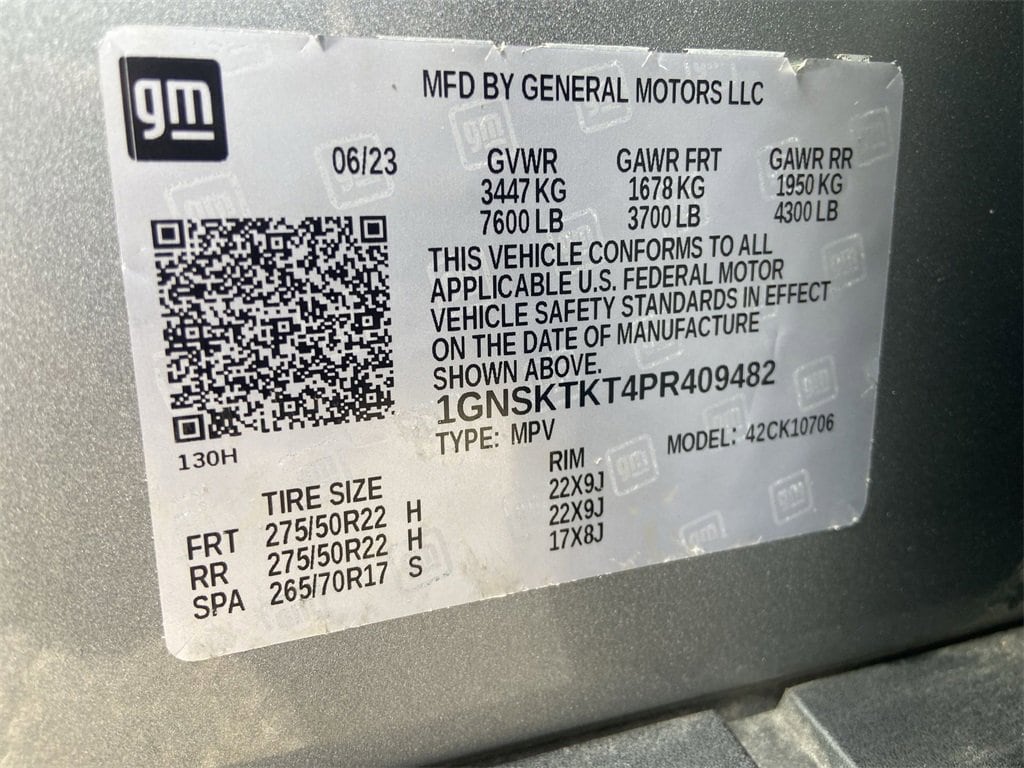 gm
MFD BY GENERAL MOTORS LLC
06/23 GVWR GAWR FRT GAWR RR
3447 KG 1678 KG 1950 KG
7600 LB 3700 LB 4300 LB
THIS VEHICLE CONFORMS TO ALL
APPLICABLE U.S. FEDERAL MOTOR
VEHICLE SAFETY STANDARDS IN EFFECT
ON THE DATE OF MANUFACTURE
SHOWN ABOVE.
1GNSKTKT4PR409482
TYPE: MPV MODEL: 42CK10706
130H
TIRE SIZE RIM
FRT 275/50R22 H 22X9J
RR 275/50R22 H 22X9J
SPA 265/70R17 S 17X8J